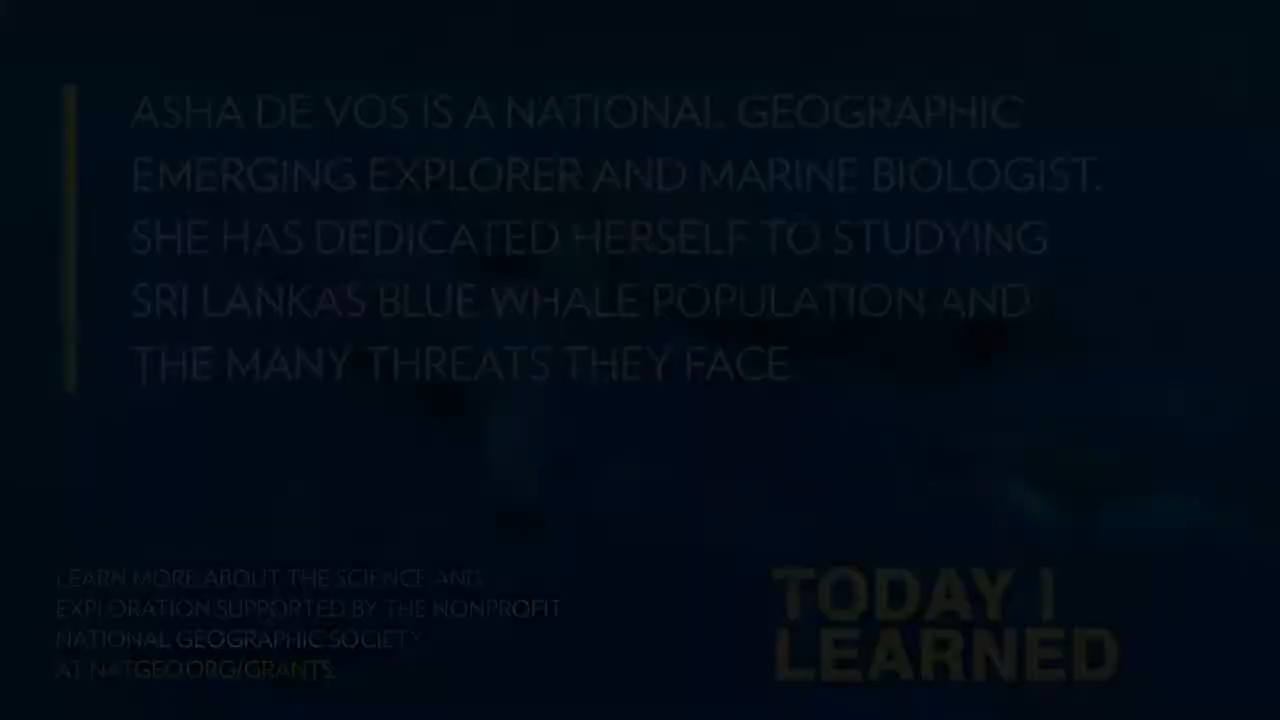 ASHA DE VOS IS A NATIONAL GEOGRAPHIC
EMERGING EXPLORER AND MARINE BIOLOGIST.
SHE HAS DEDICATED HERSELF TO STUDYING
SRI LANKA'S BLUE WHALE POPULATION AND
THE MANY THREATS THEY FACE.
LEARN MORE ABOUT THE SCIENCE AND
EXPLORATION SUPPORTED BY THE NONPROFIT
NATIONAL GEOGRAPHIC SOCIETY
AT NATGEO.ORG/GRANTS
TODAY I
LEARNED